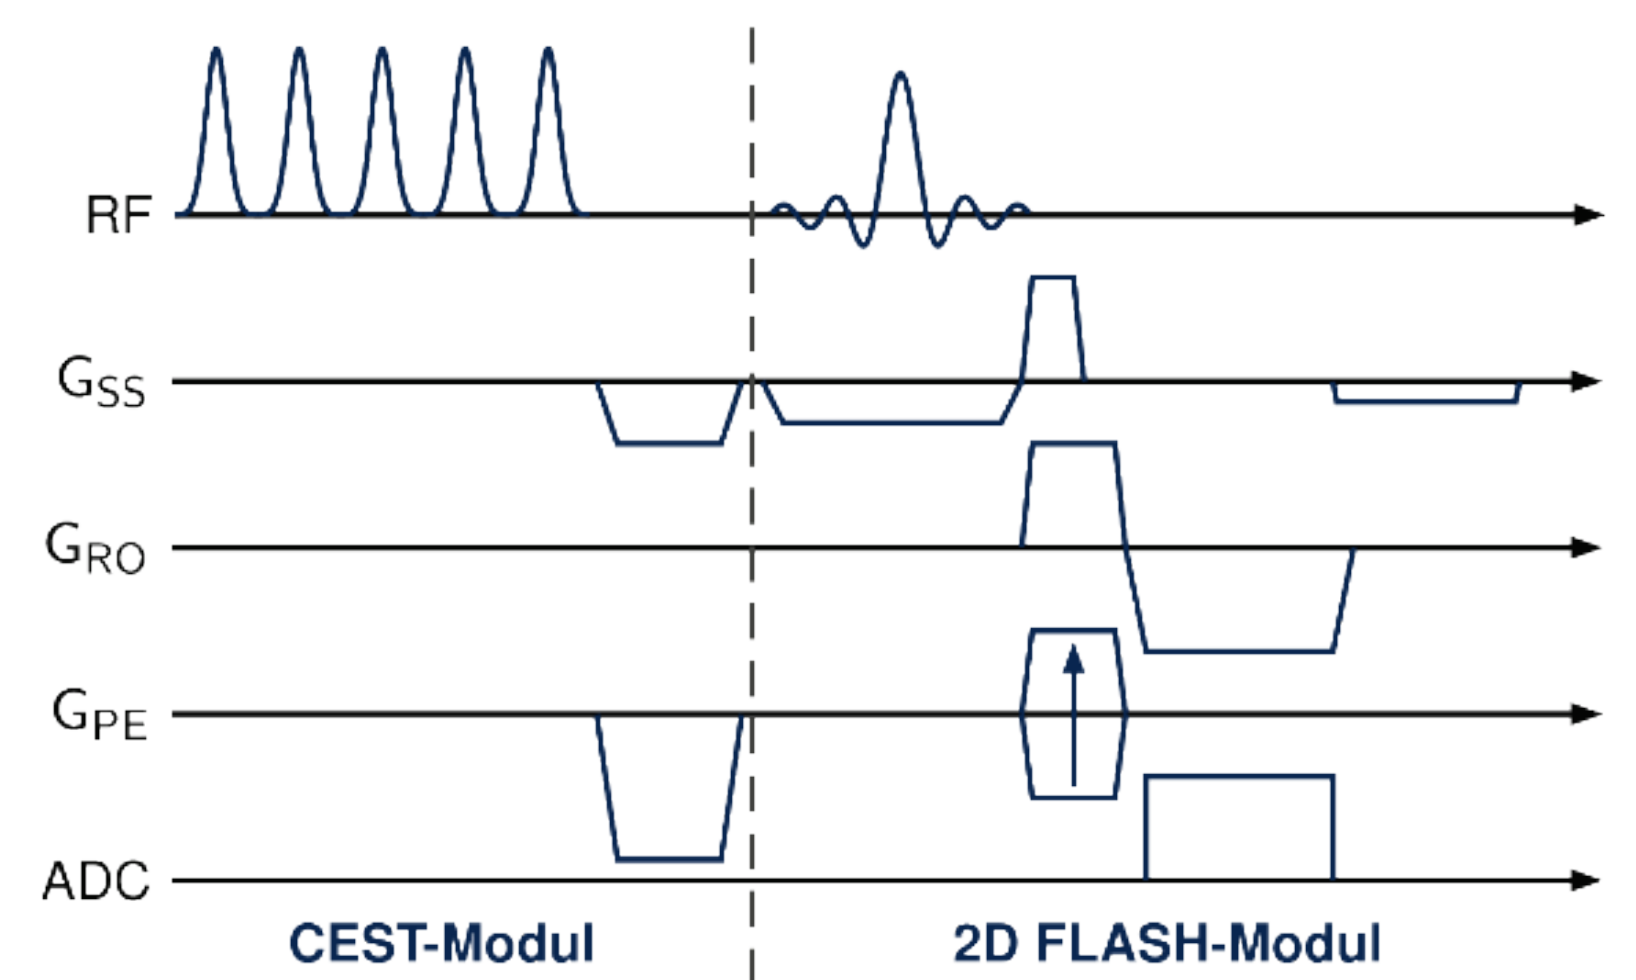 RF
GSS
GRO
GPE
ADC
CEST-Modul
2D FLASH-Modul